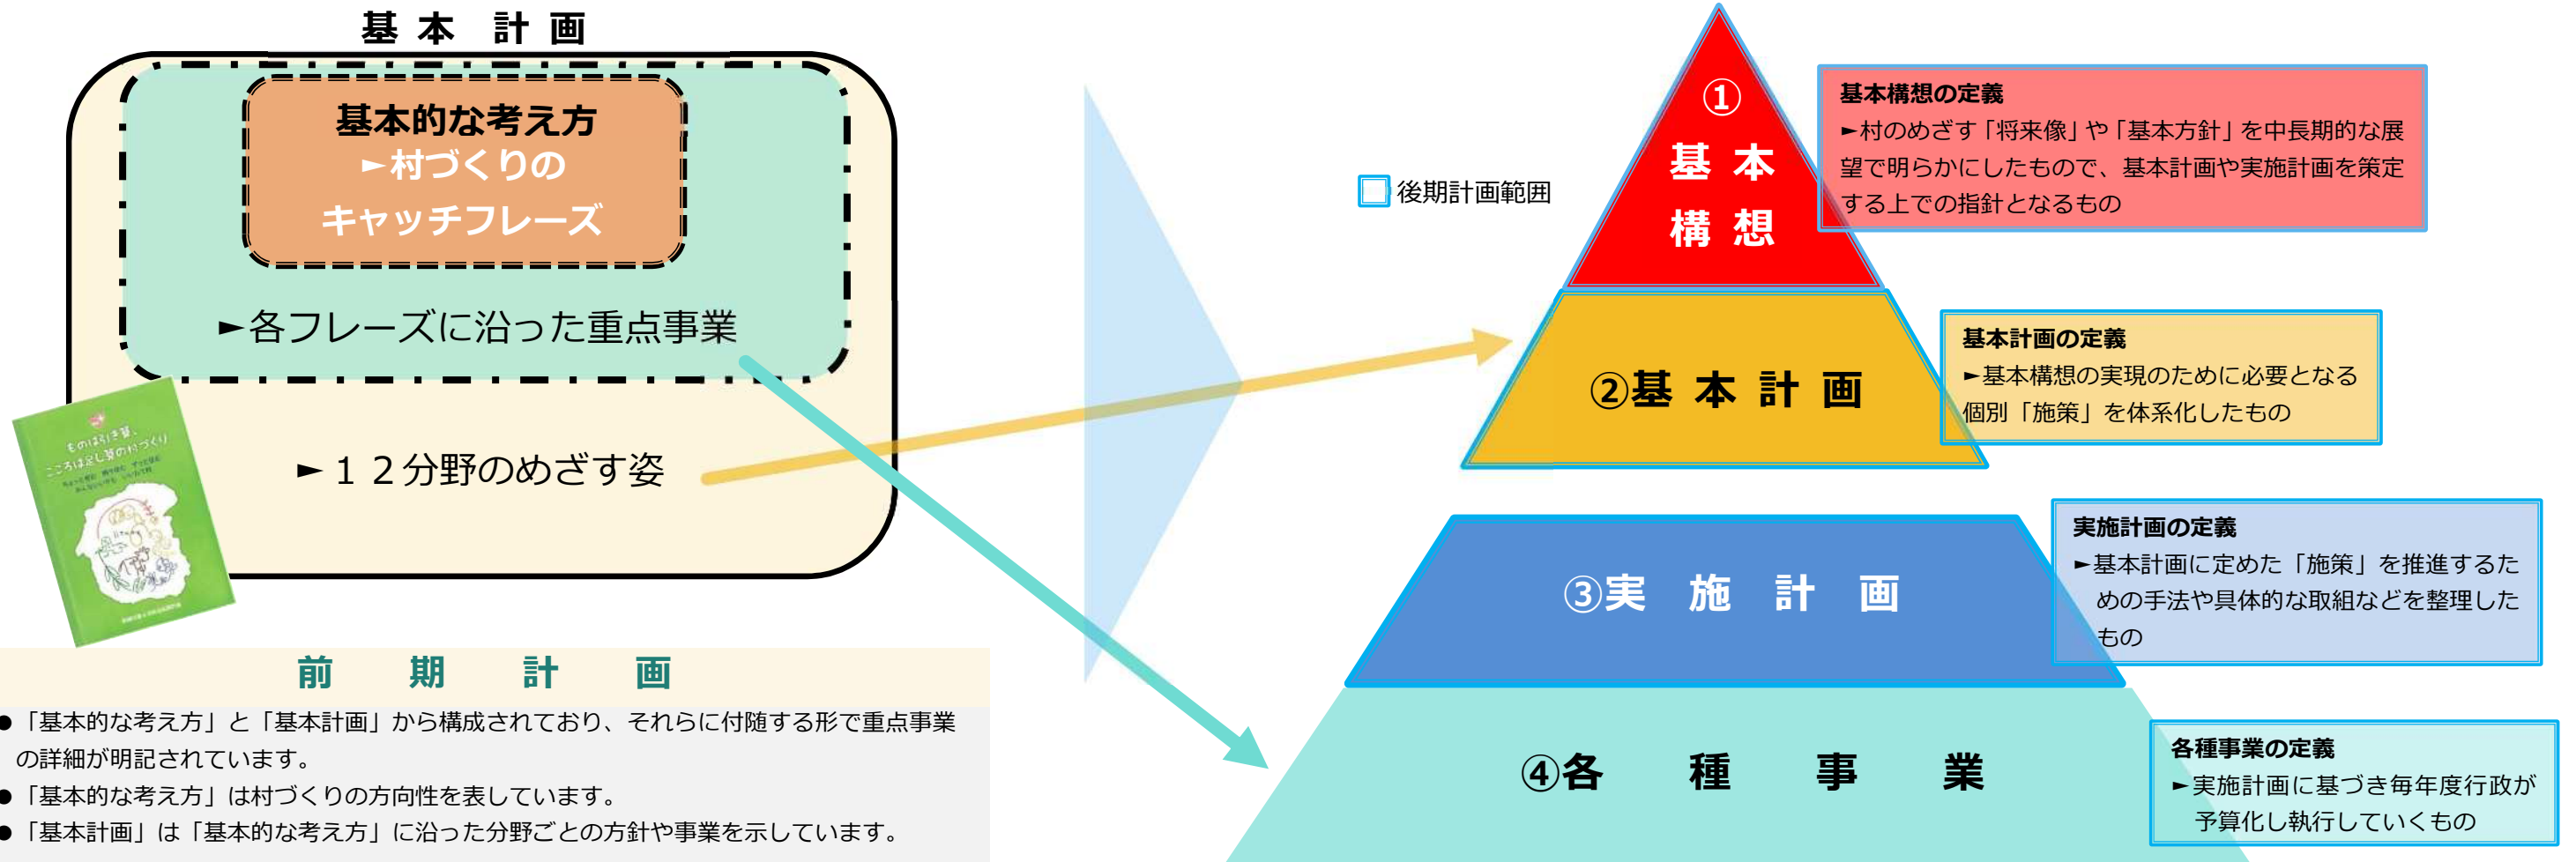 基本計画
基本的な考え方
►村づくりの
キャッチフレーズ
►各フレーズに沿った重点事業
►１２分野のめざす姿
ものは引き算、
こころは足し算の村づくり
前期計画
●「基本的な考え方」と「基本計画」から構成されており、それらに付随する形で重点事業
の詳細が明記されています。
●「基本的な考え方」は村づくりの方向性を表しています。
●「基本計画」は「基本的な考え方」に沿った分野ごとの方針や事業を示しています。
後期計画範囲
①
基本
構想
基本構想の定義
►村のめざす「将来像」や「基本方針」を中長期的な展
望で明らかにしたもので、基本計画や実施計画を策定
する上での指針となるもの
②基本計画
基本計画の定義
►基本構想の実現のために必要となる
個別「施策」を体系化したもの
③実施計画
実施計画の定義
►基本計画に定めた「施策」を推進するた
めの手法や具体的な取組などを整理した
もの
④各種事業
各種事業の定義
►実施計画に基づき毎年度行政が
予算化し執行していくもの